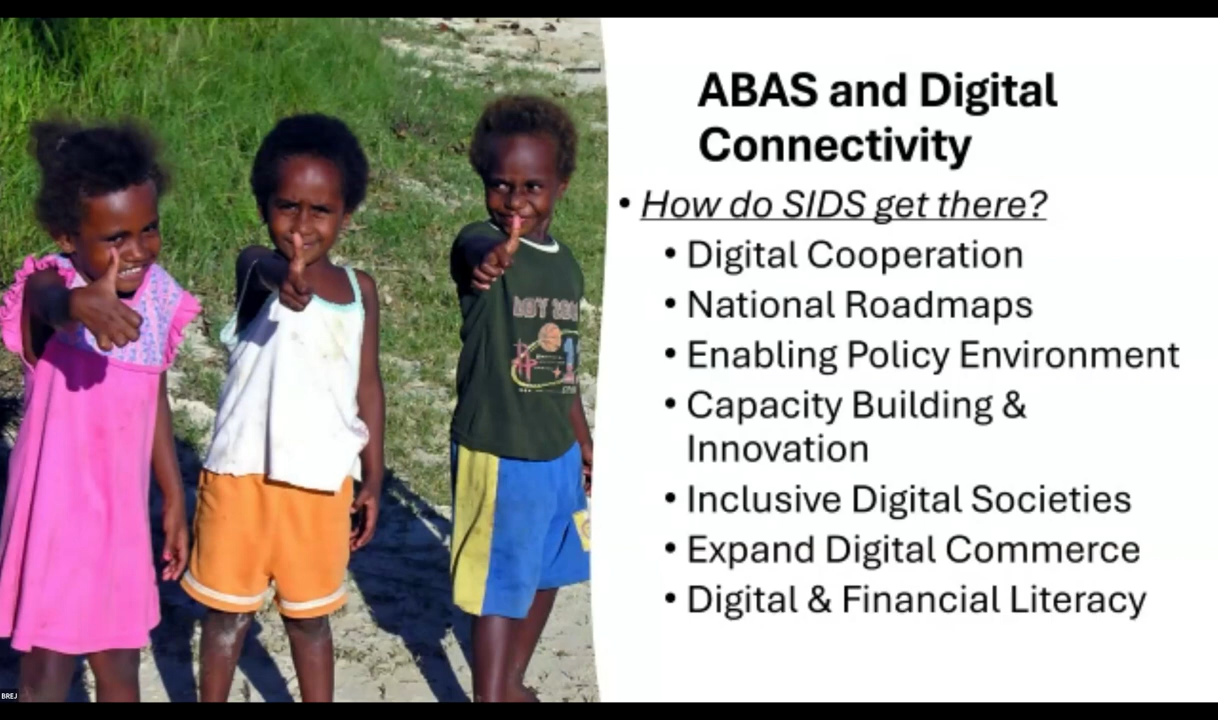 ABAS and Digital
Connectivity
• How do SIDS get there?
• Digital Cooperation
• National Roadmaps
• Enabling Policy Environment
• Capacity Building &
Innovation
• Inclusive Digital Societies
• Expand Digital Commerce
• Digital & Financial Literacy
BREJ